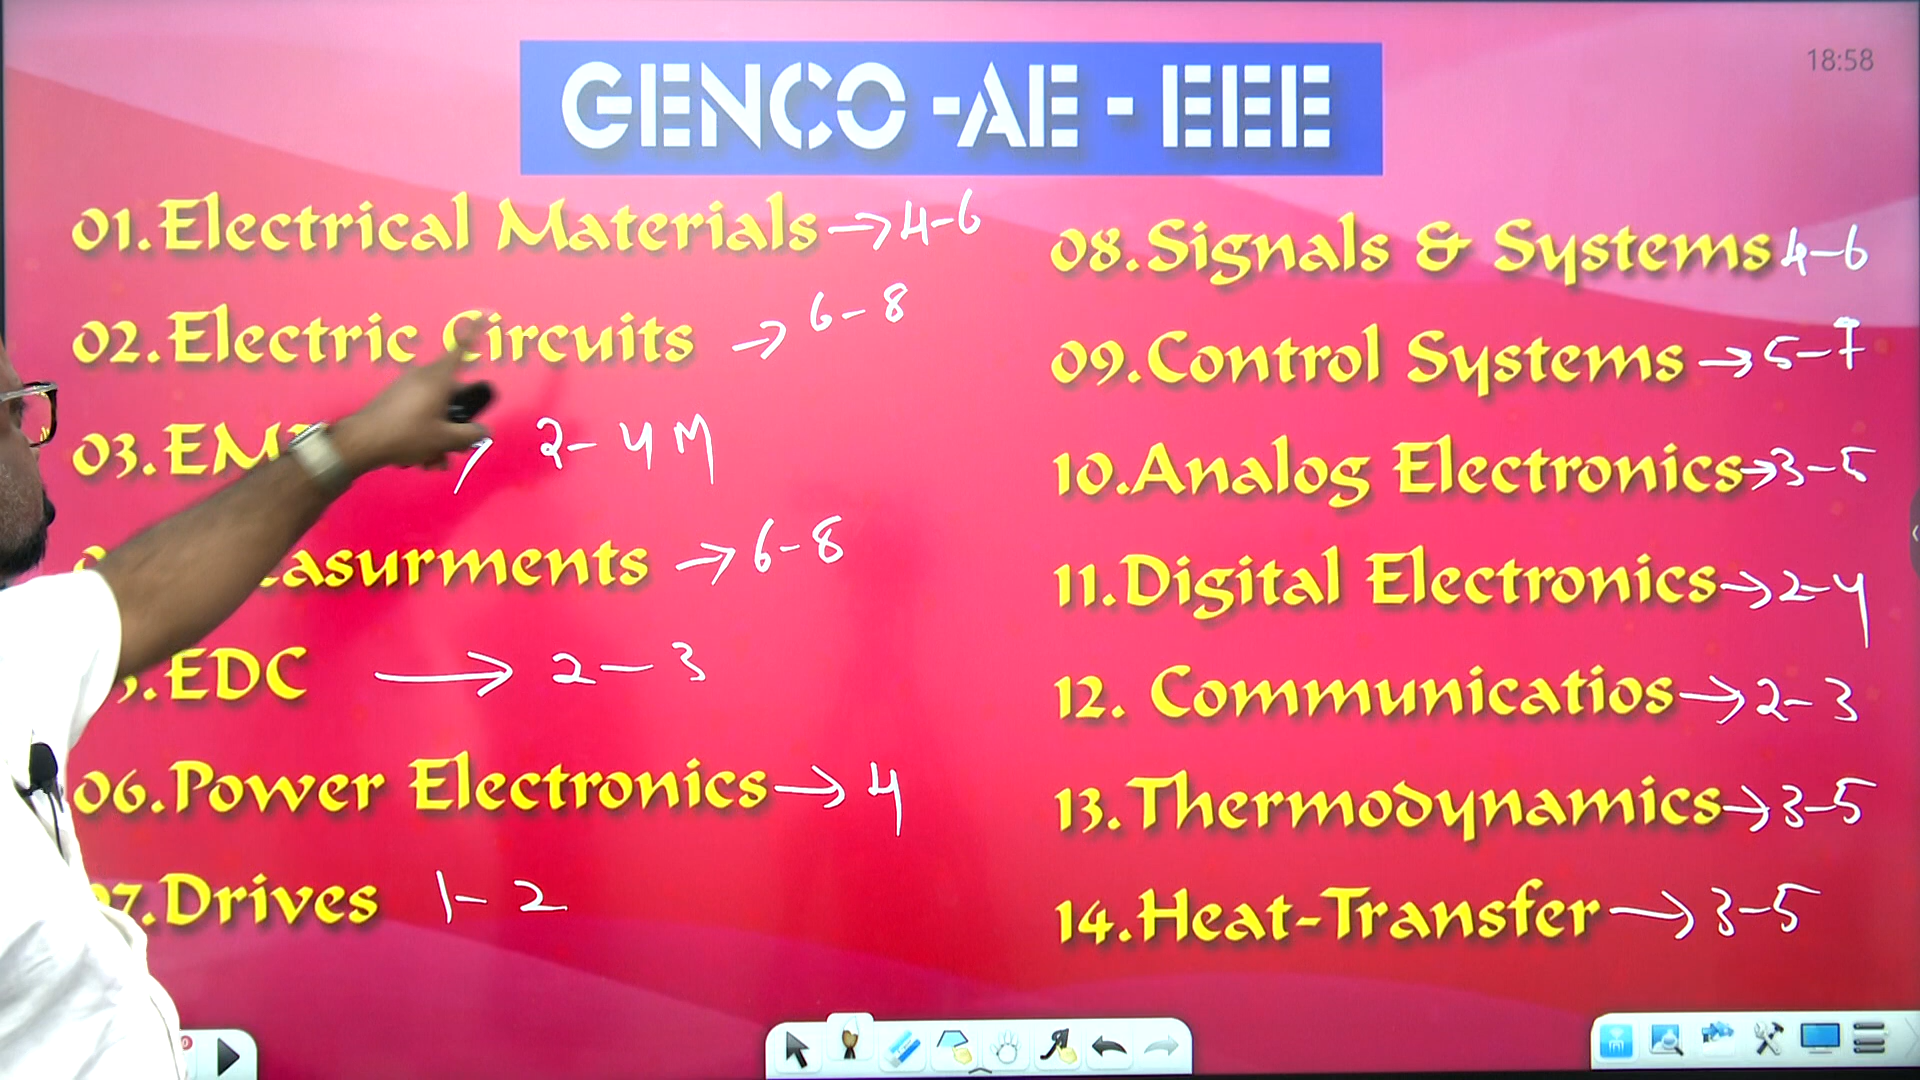 18:58
GENCO -AE - EEE
01.Electrical Materials →4-6
02.Electric Circuits → 6-8
03. → 2-4 M
→ 6-8
.EDC → 2-3
06.Power Electronics → 4
07.Drives 1-2
08.Signals & Systems 4-6
09.Control Systems → 5-7
10.Analog Electronics → 3-5
11.Digital Electronics → 2-4
12. Communicatios → 2-3
13.Thermodynamics → 3-5
14.Heat-Transfer → 3-5